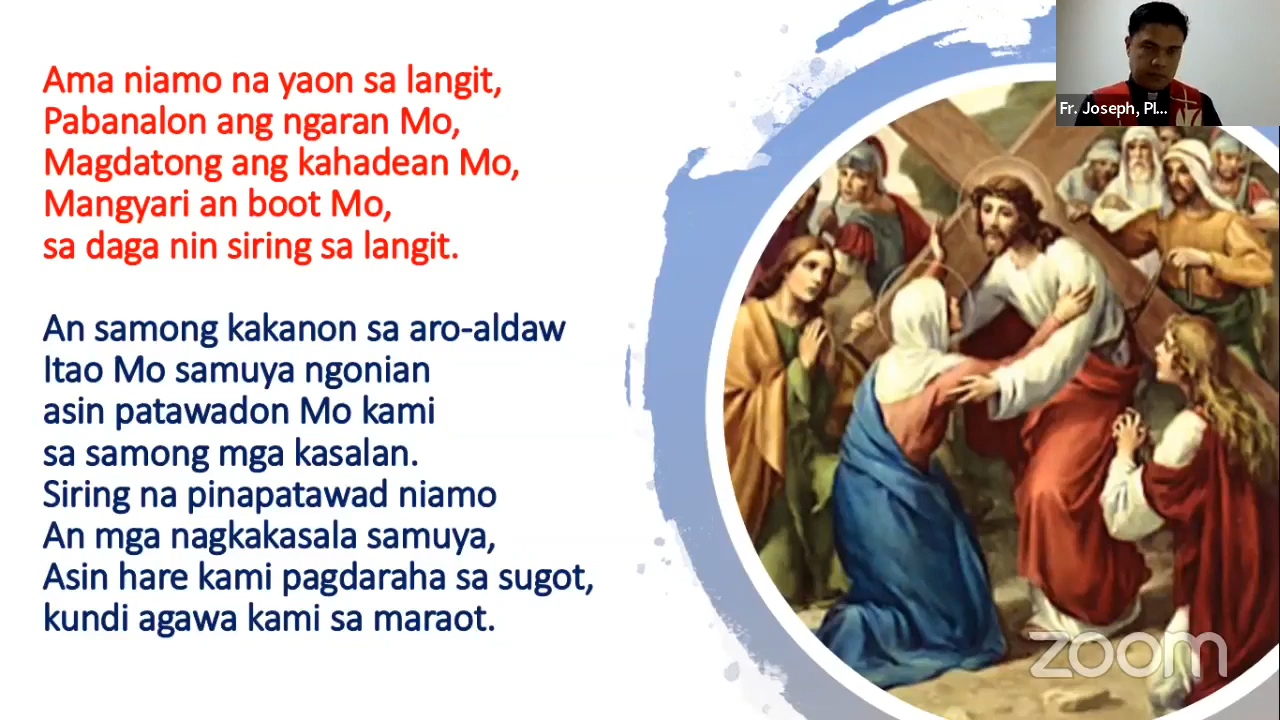 Ama niamo na yaon sa langit,
Pabanalon ang ngaran Mo,
Magdatong ang kahadean Mo,
Mangyari an boot Mo,
sa daga nin siring sa langit.
An samong kakanon sa aro-aldaw
Itao Mo samuya ngonian
asin patawadon Mo kami
sa samong mga kasalan.
Siring na pinapatawad niamo
An mga nagkakasala samuya,
Asin hare kami pagdaraha sa sugot,
kundi agawa kami sa maraot.
Fr. Joseph, Pl...
zoom